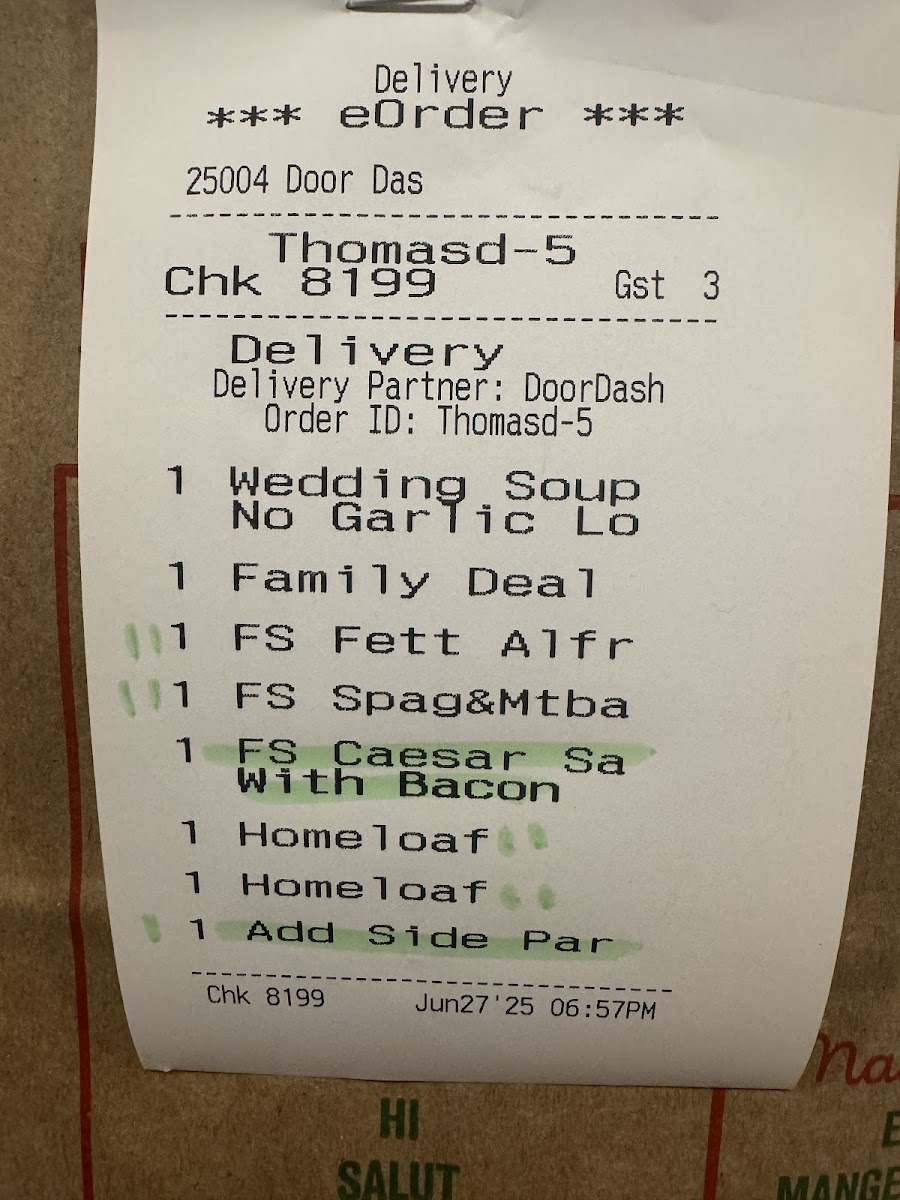 Delivery
*** eOrder ***
25004 Door Das
Thomasd-5
Chk 8199 Gst 3
Delivery
Delivery Partner: DoorDash
Order ID: Thomasd-5
1 Wedding Soup
No Garlic Lo
1 Family Deal
1 FS Fett Alfr
1 FS Spag&Mtba
1 FS Caesar Sa
With Bacon
1 Homeloaf
1 Homeloaf
1 Add Side Par
Chk 8199 Jun27'25 06:57PM
HI
SALUT